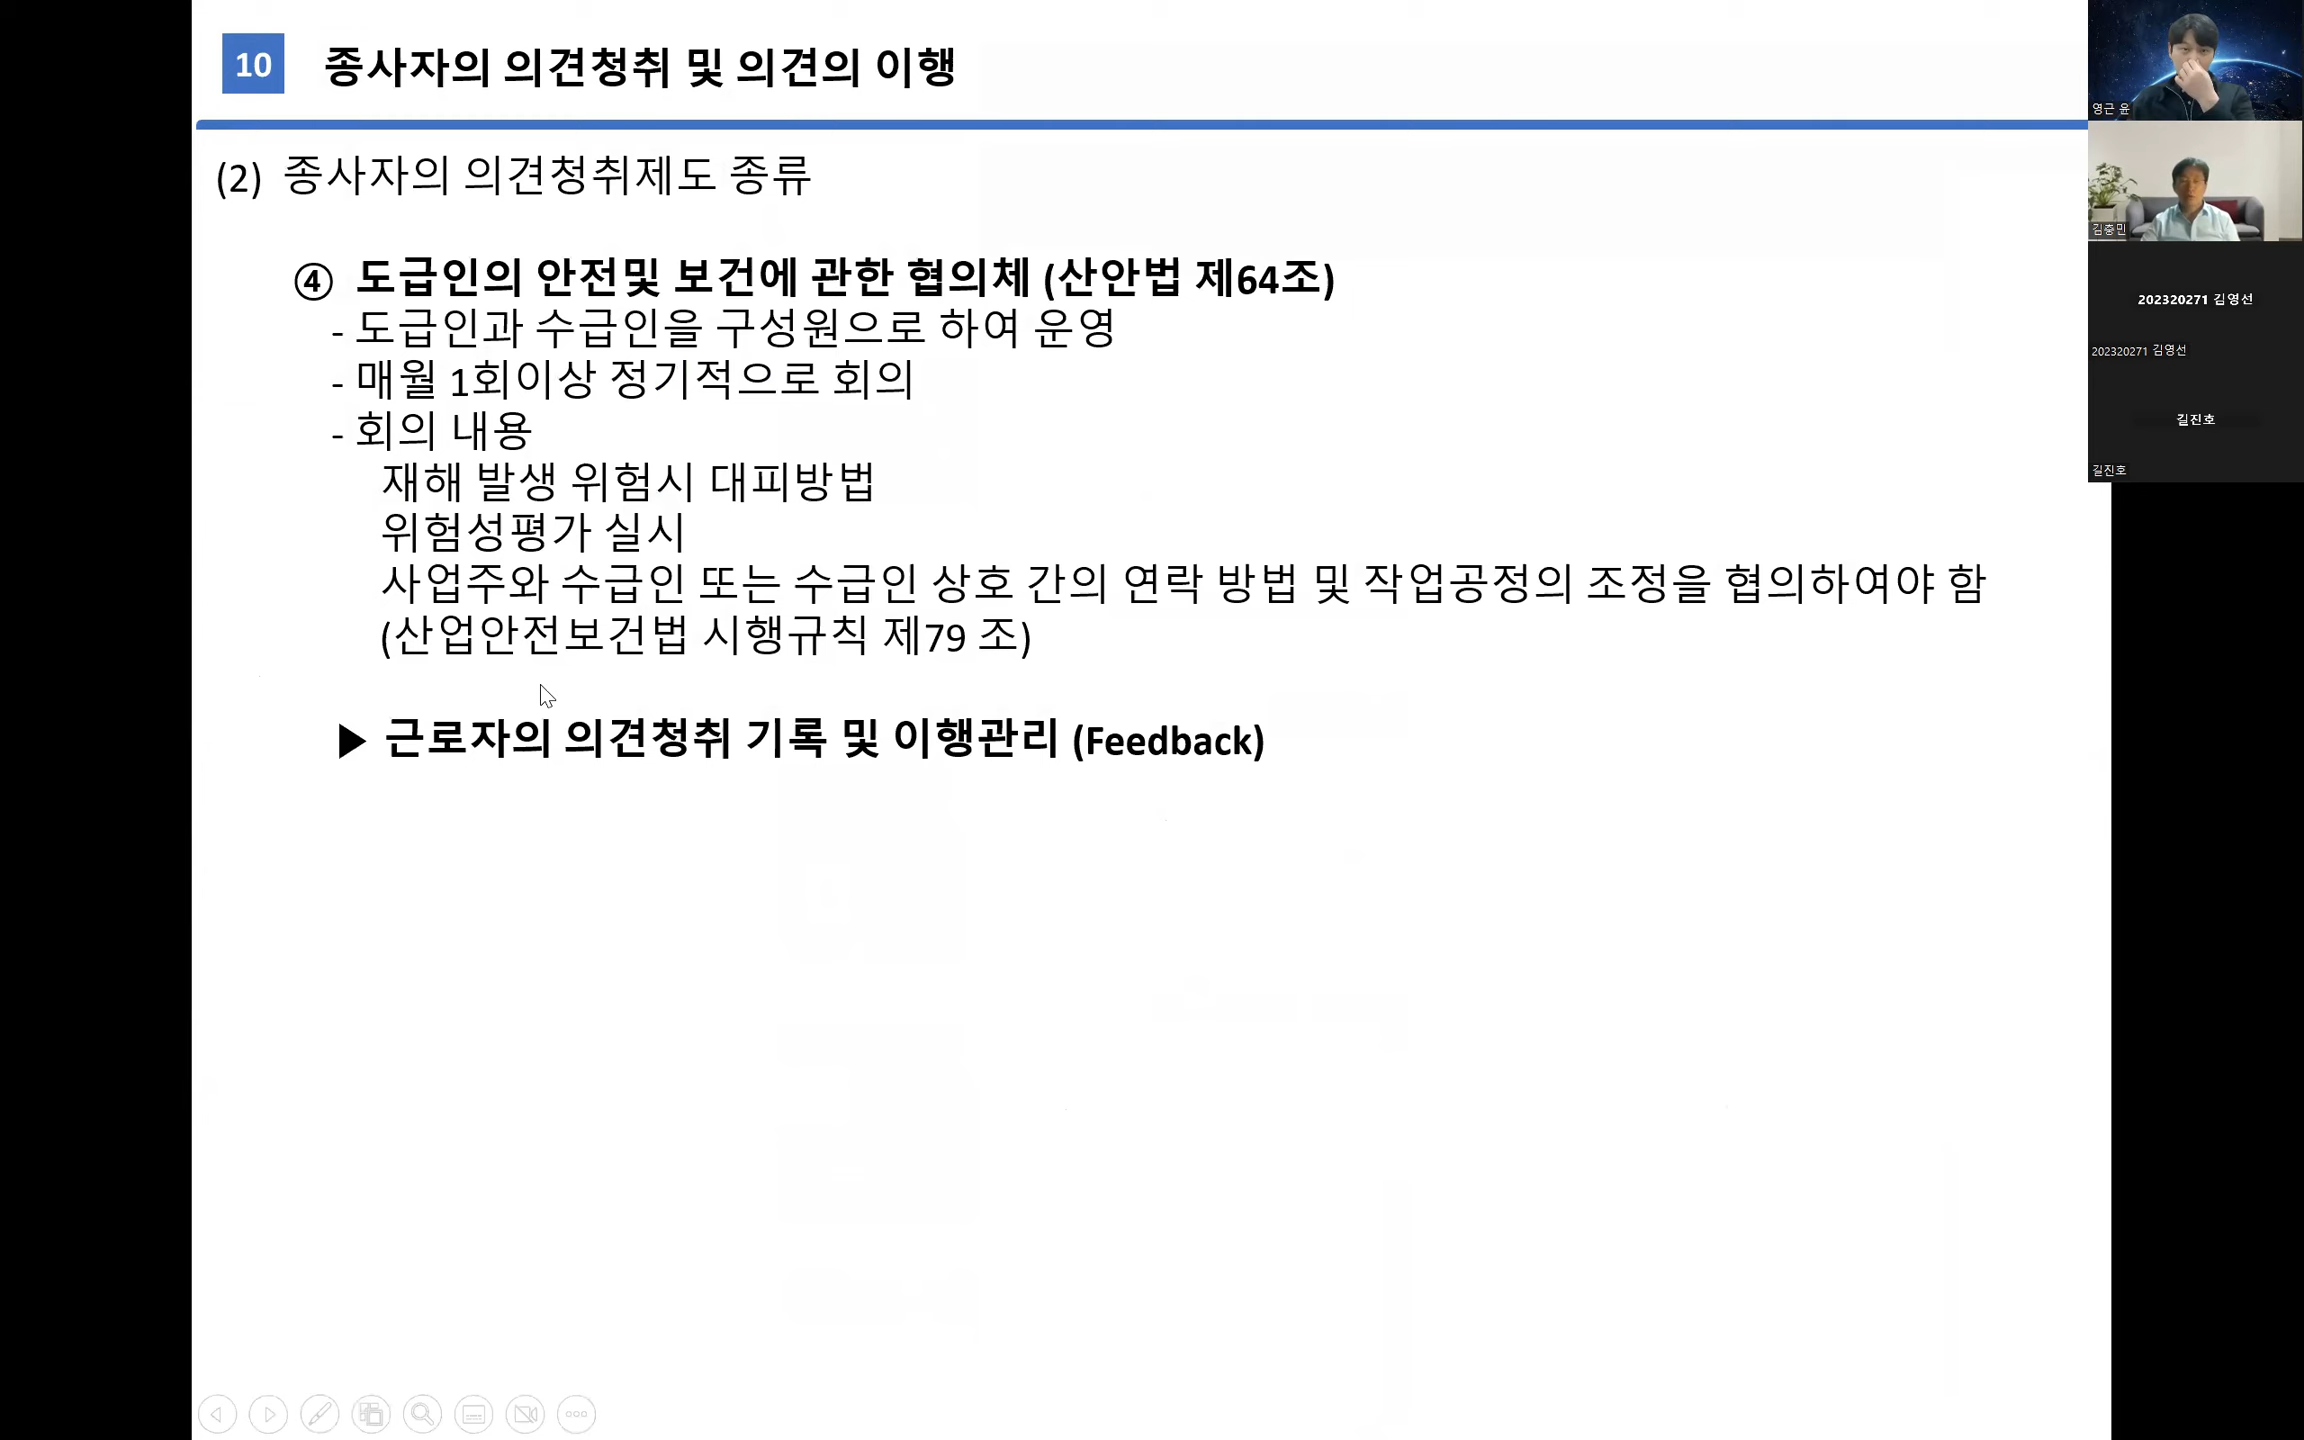 10 종사자의 의견청취 및 의견의 이행
(2) 종사자의 의견청취제도 종류
④ 도급인의 안전및 보건에 관한 협의체 (산안법 제64조)
- 도급인과 수급인을 구성원으로 하여 운영
- 매월 1회이상 정기적으로 회의
- 회의 내용
재해 발생 위험시 대피방법
위험성평가 실시
사업주와 수급인 또는 수급인 상호 간의 연락 방법 및 작업공정의 조정을 협의하여야 함
(산업안전보건법 시행규칙 제79 조)
▶ 근로자의 의견청취 기록 및 이행관리 (Feedback)
영근 윤
김충민
202320271 김영선
202320271 김영선
길진호
길진호